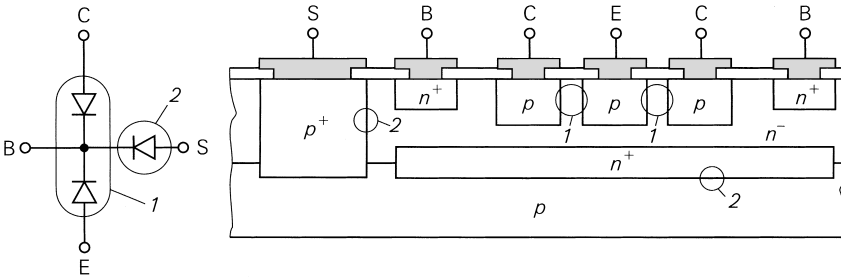 C
2
B
S
1
E
S B C E C B
n+ p p p n+
p+ 2 1 1 n−
n+
2
p